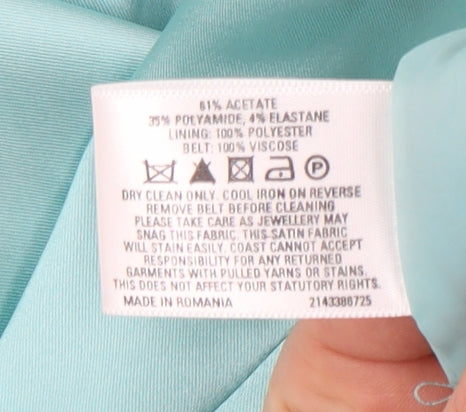 61% ACETATE
35% POLYAMIDE, 4% ELASTANE
LINING: 100% POLYESTER
BELT: 100% VISCOSE
P
DRY CLEAN ONLY. COOL IRON ON REVERSE
REMOVE BELT BEFORE CLEANING
PLEASE TAKE CARE AS JEWELLERY MAY
SNAG THIS FABRIC. THIS SATIN FABRIC
WILL STAIN EASILY. COAST CANNOT ACCEPT
RESPONSIBILITY FOR ANY RETURNED
GARMENTS WITH PULLED YARNS OR STAINS.
THIS DOES NOT AFFECT YOUR STATUTORY RIGHTS.
MADE IN ROMANIA 2143386725